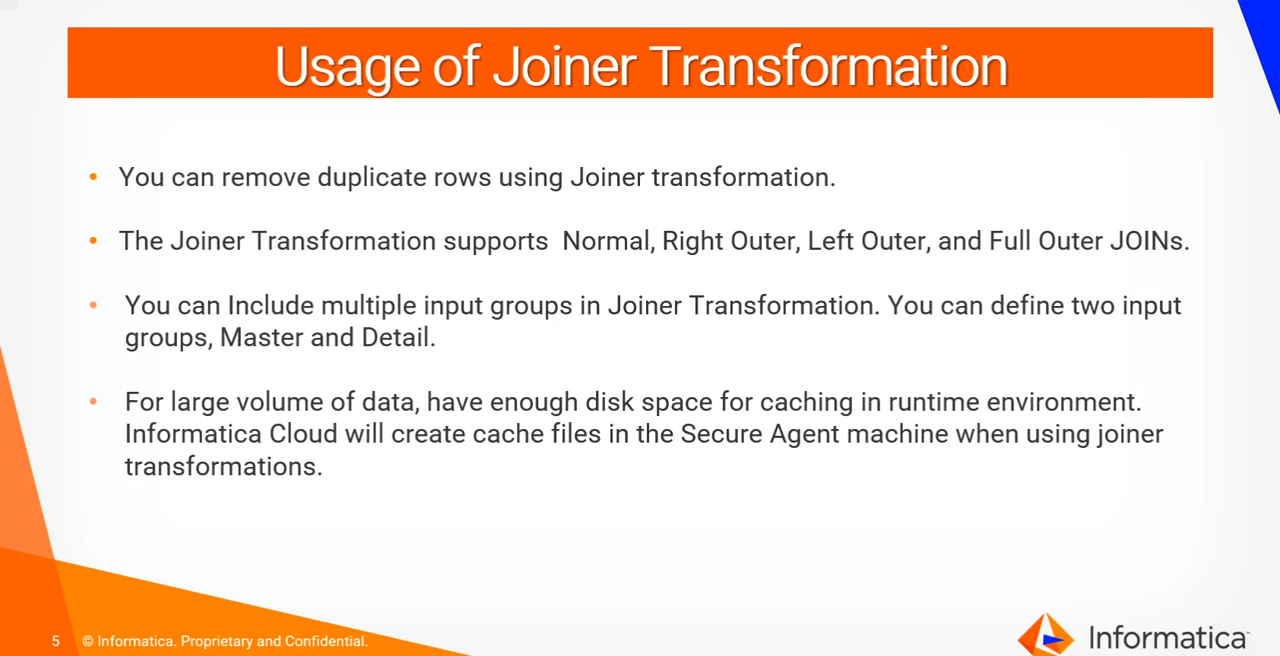 Usage of Joiner Transformation
• You can remove duplicate rows using Joiner transformation.
• The Joiner Transformation supports  Normal, Right Outer, Left Outer, and Full Outer JOINs.
• You can Include multiple input groups in Joiner Transformation. You can define two input
groups, Master and Detail.
• For large volume of data, have enough disk space for caching in runtime environment.
Informatica Cloud will create cache files in the Secure Agent machine when using joiner
transformations.
5 © Informatica. Proprietary and Confidential.
Informatica™